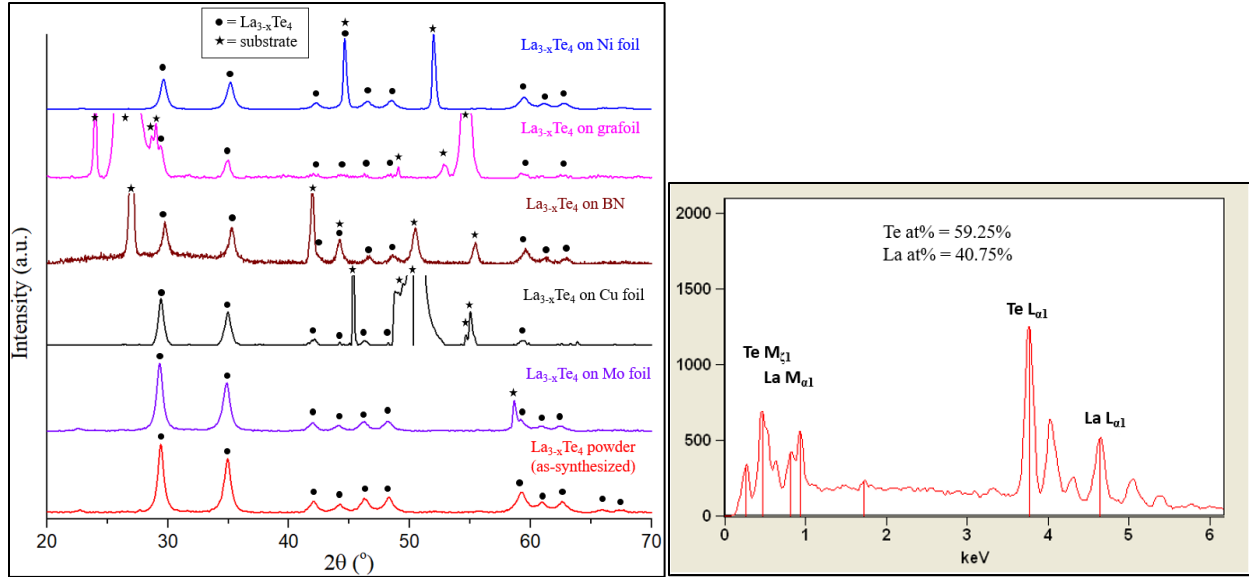 ● = La₃₋ₓTe₄
★ = substrate
La₃₋ₓTe₄ on Ni foil
La₃₋ₓTe₄ on grafoil
La₃₋ₓTe₄ on BN
La₃₋ₓTe₄ on Cu foil
La₃₋ₓTe₄ on Mo foil
La₃₋ₓTe₄ powder
(as-synthesized)
Intensity (a.u.)
20 30 40 50 60 70
2θ (°)
2000
1500
1000
500
0
Te at% = 59.25%
La at% = 40.75%
Te Lα1
Te Mζ1
La Mα1
La Lα1
0 1 2 3 4 5 6
keV